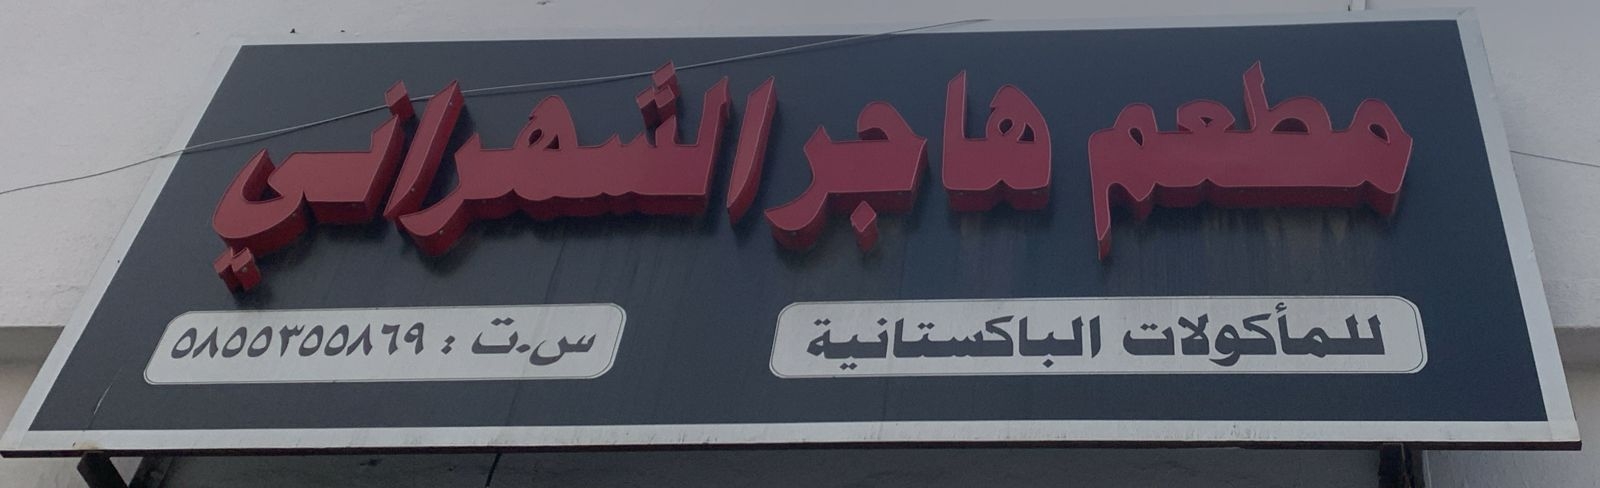 مطعم هاجر الشهراني
للمأكولات الباكستانية
س.ت : ٥٨٥٥٣٥٥٨٦٩